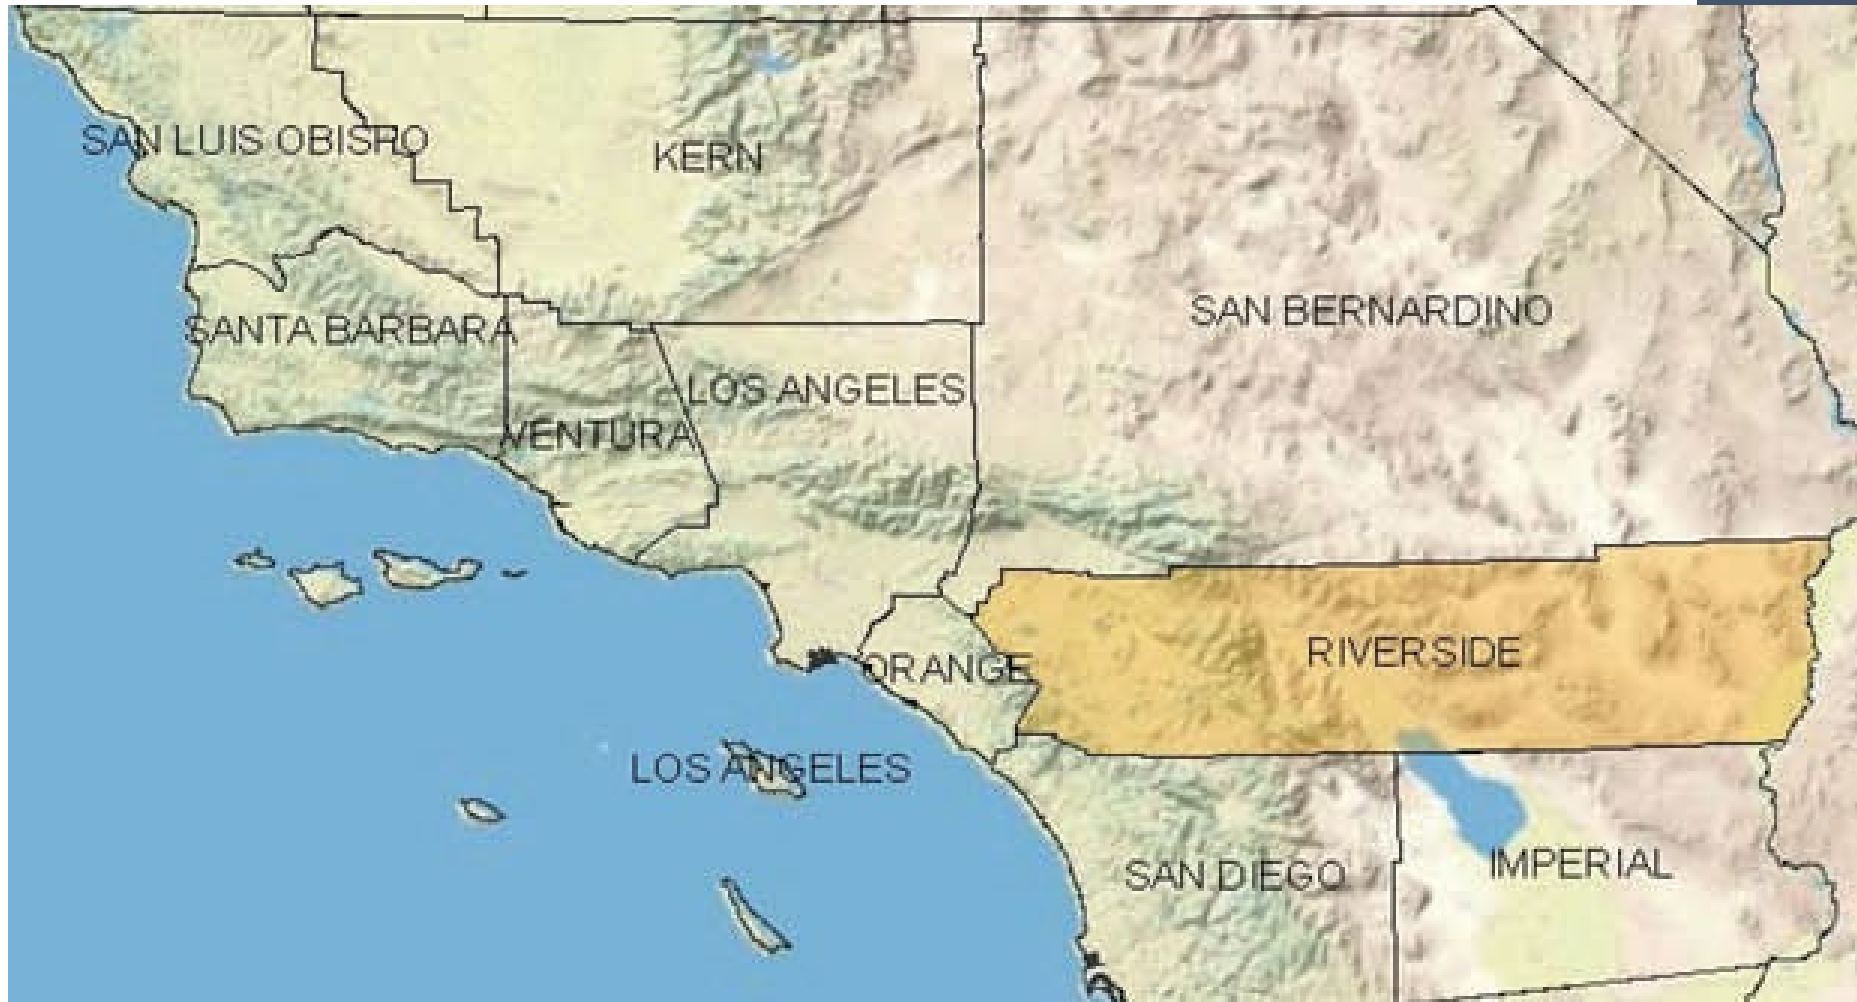 SAN LUIS OBISPO
KERN
SAN BERNARDINO
SANTA BARBARA
LOS ANGELES
VENTURA
RIVERSIDE
ORANGE
LOS ANGELES
IMPERIAL
SAN DIEGO